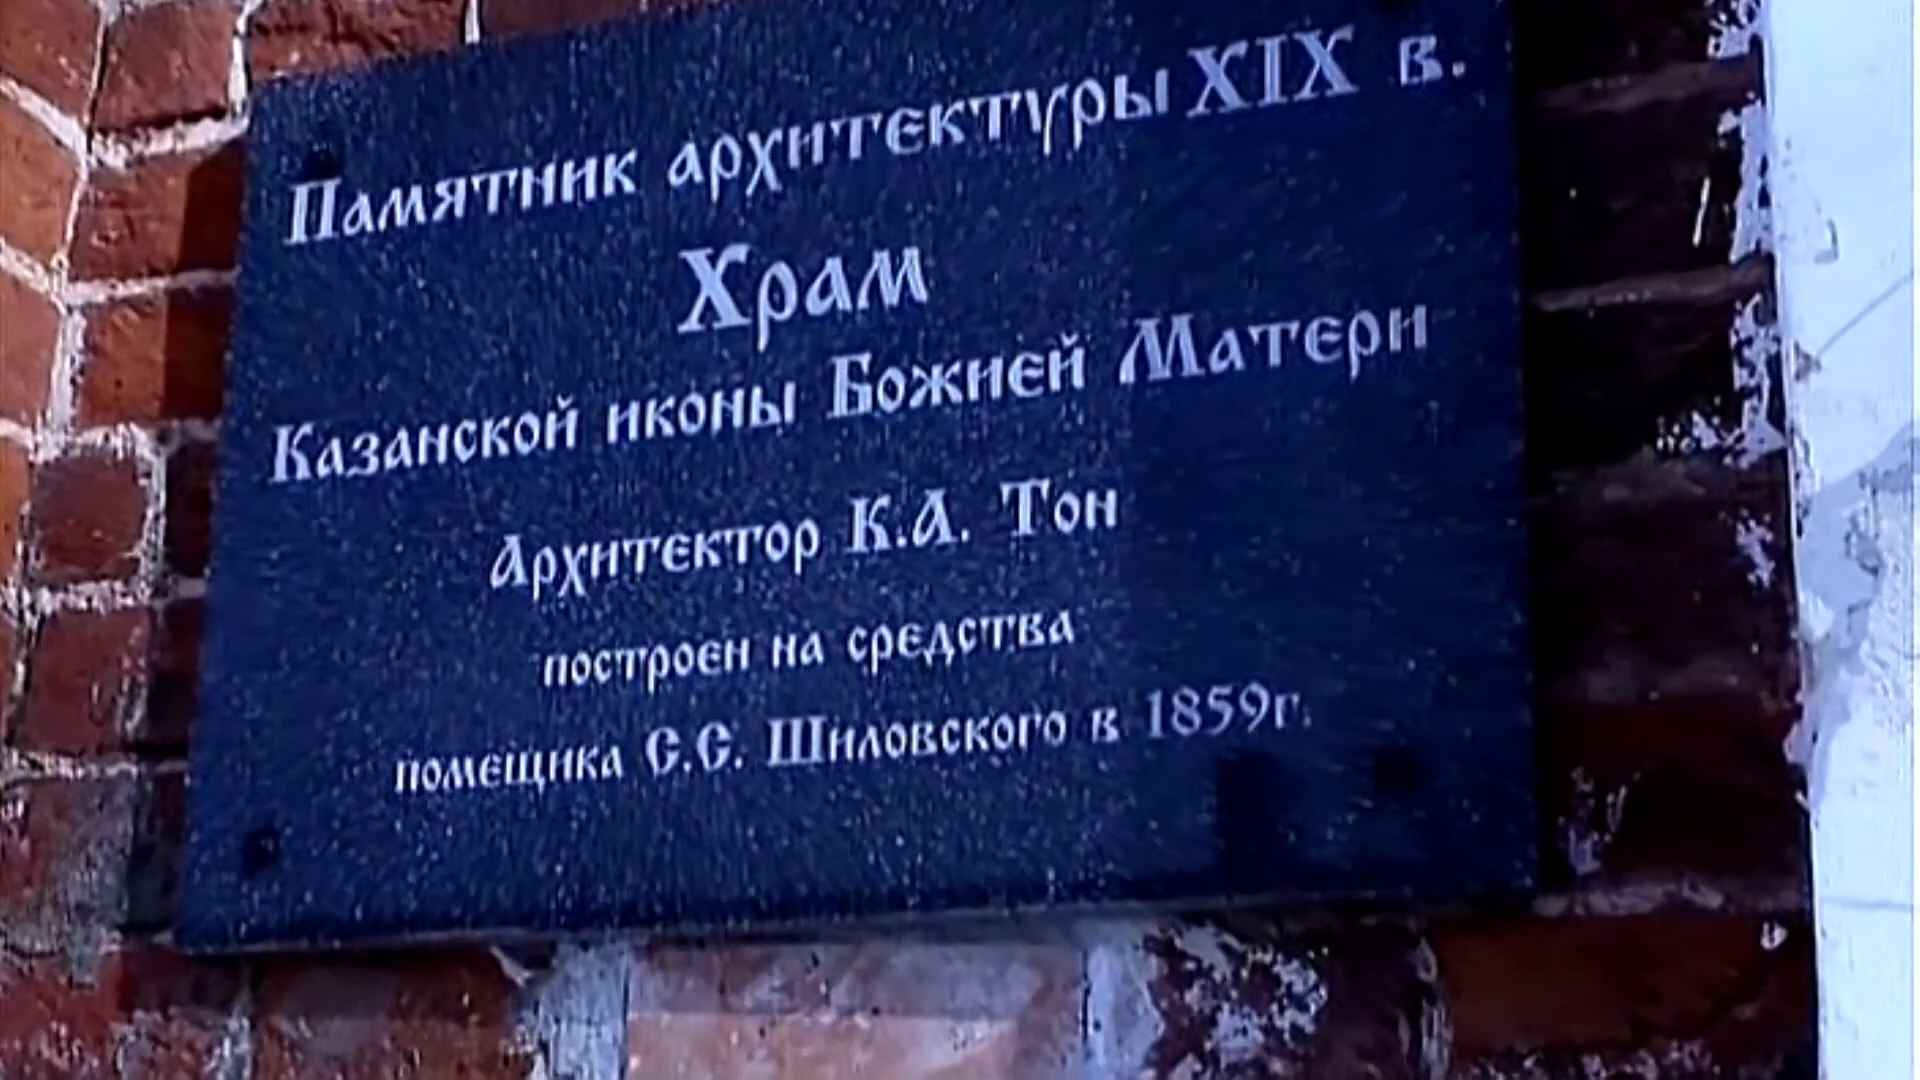 Памятник архитектуры XIX в.
Храм
Казанской иконы Божией Матери
Архитектор К.А. Тон
построен на средства
помещика С.С. Шиловского в 1859г.